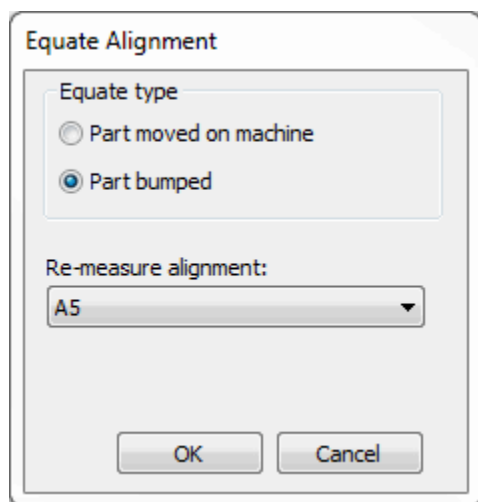 Equate Alignment
Equate type
Part moved on machine
Part bumped
Re-measure alignment:
A5
OK
Cancel